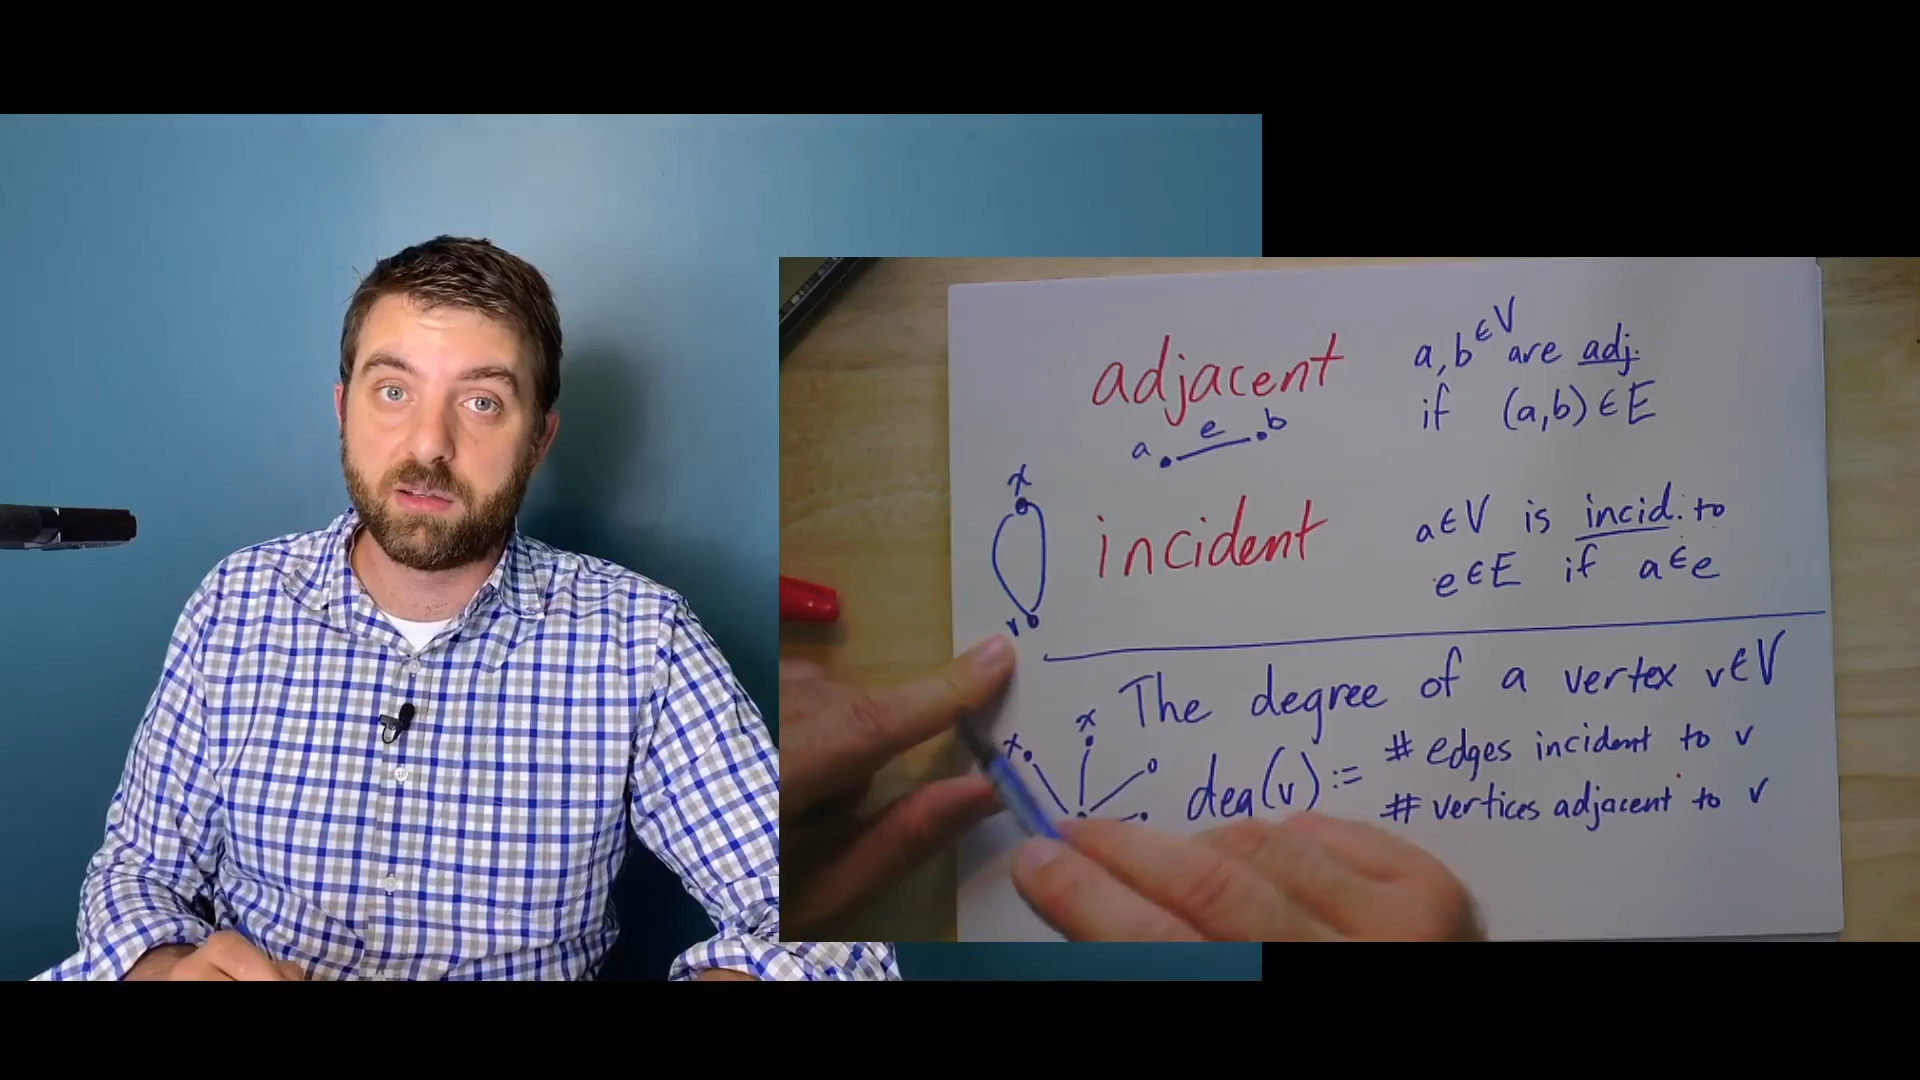 adjacent
a, b ∈ V are adj.
if (a,b) ∈ E
a e b
x
v
incident
a ∈ V is incid. to
e ∈ E if a ∈ e
The degree of a vertex v ∈ V
x x
deg(v) :=
# edges incident to v
# vertices adjacent to v